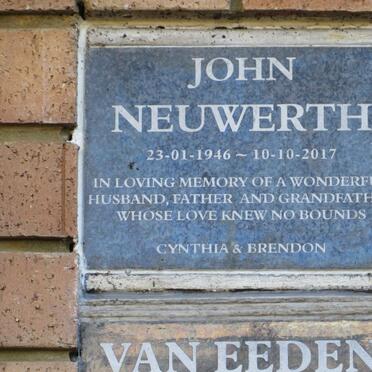 JOHN
NEUWERTH
23-01-1946 ~ 10-10-2017
IN LOVING MEMORY OF A WONDERFU
HUSBAND, FATHER AND GRANDFATH
WHOSE LOVE KNEW NO BOUNDS
CYNTHIA & BRENDON
VAN EEDEN